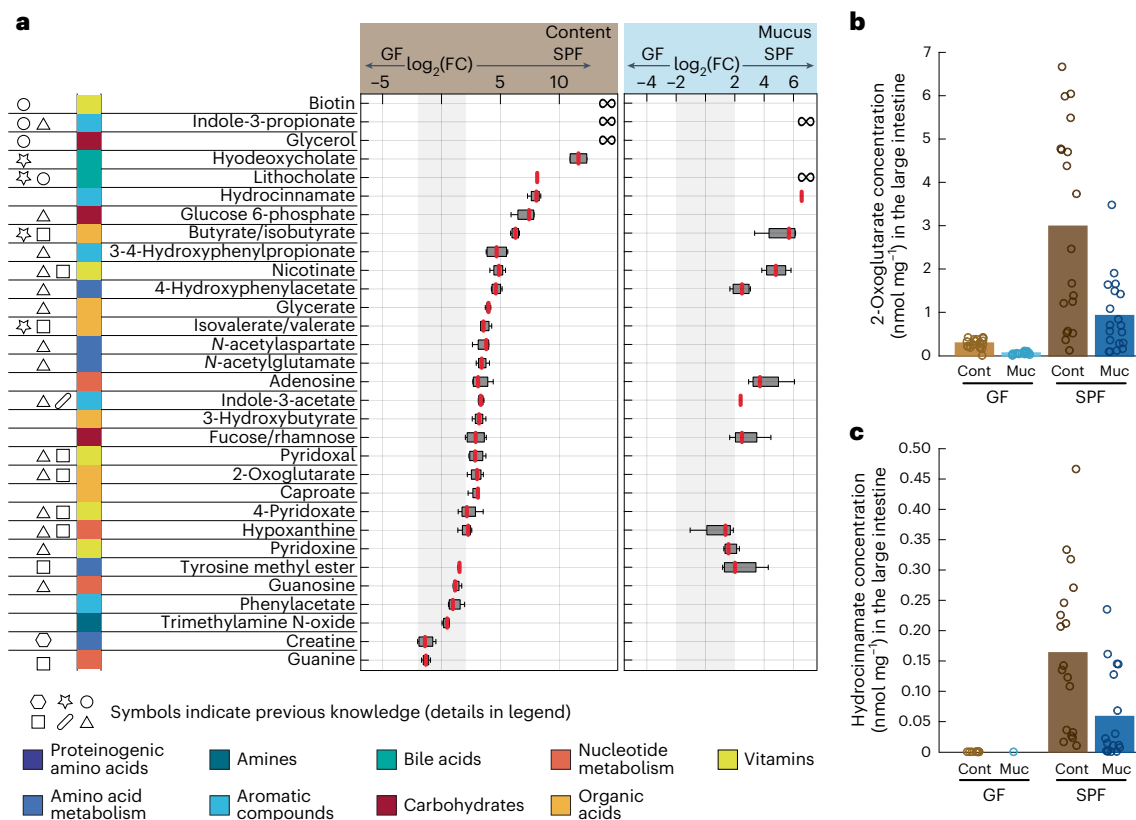 a
Content
GF SPF
log2(FC)
−5 5 10
Mucus
GF SPF
log2(FC)
−4 −2 2 4 6
Biotin ∞
Indole-3-propionate ∞ ∞
Glycerol ∞
Hyodeoxycholate
Lithocholate ∞
Hydrocinnamate
Glucose 6-phosphate
Butyrate/isobutyrate
3-4-Hydroxyphenylpropionate
Nicotinate
4-Hydroxyphenylacetate
Glycerate
Isovalerate/valerate
N-acetylaspartate
N-acetylglutamate
Adenosine
Indole-3-acetate
3-Hydroxybutyrate
Fucose/rhamnose
Pyridoxal
2-Oxoglutarate
Caproate
4-Pyridoxate
Hypoxanthine
Pyridoxine
Tyrosine methyl ester
Guanosine
Phenylacetate
Trimethylamine N-oxide
Creatine
Guanine
Symbols indicate previous knowledge (details in legend)
Proteinogenic
amino acids
Amines
Bile acids
Nucleotide
metabolism
Vitamins
Amino acid
metabolism
Aromatic
compounds
Carbohydrates
Organic
acids
b
2-Oxoglutarate concentration
(nmol mg−1) in the large intestine
7
6
5
4
3
2
1
0
Cont Muc Cont Muc
GF SPF
c
Hydrocinnamate concentration
(nmol mg−1) in the large intestine
0.50
0.45
0.40
0.35
0.30
0.25
0.20
0.15
0.10
0.05
0
Cont Muc Cont Muc
GF SPF